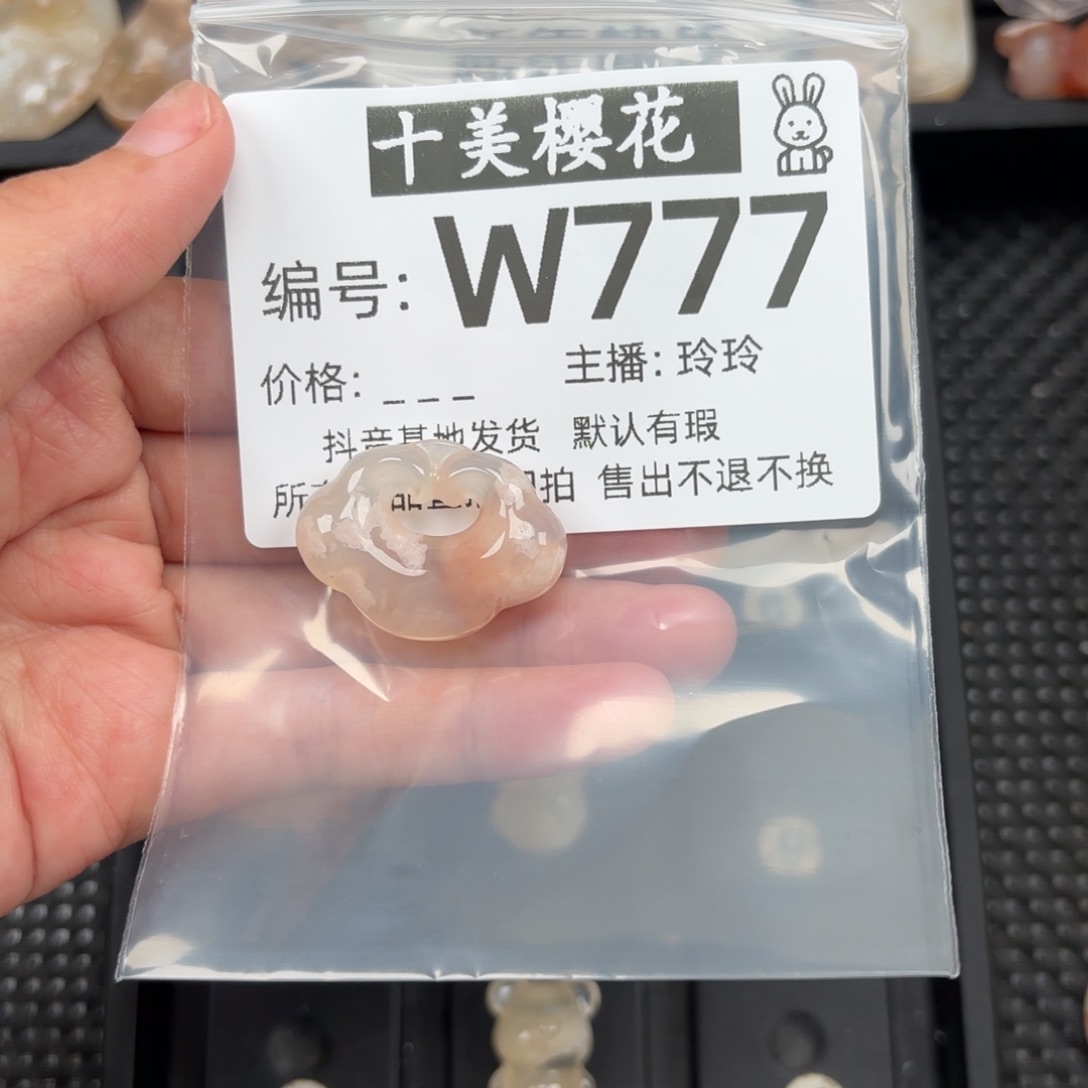 十美樱花
编号: W777
价格: _ _ _ 主播: 玲玲
抖音基地发货 默认有瑕
所 拍 售出不退不换